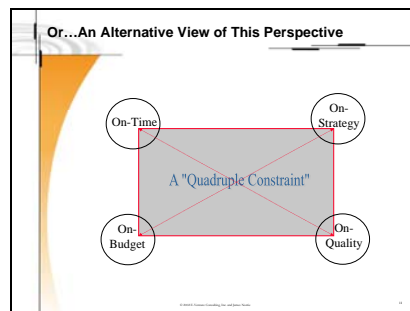 Or…An Alternative View of This Perspective
On-Time
On-
Strategy
A "Quadruple Constraint"
On-
Budget
On-
Quality